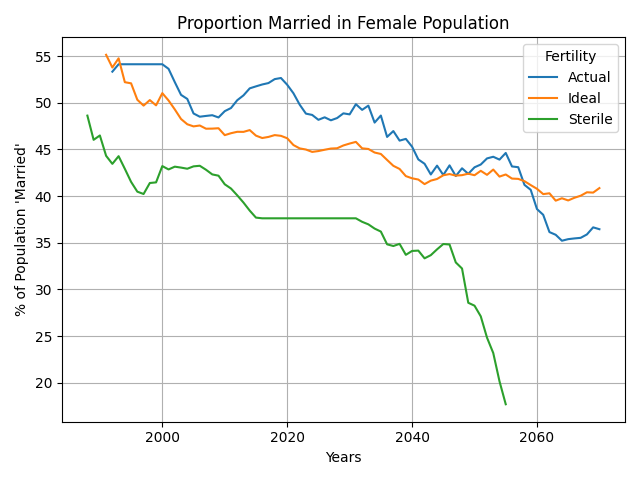 Proportion Married in Female Population
% of Population 'Married'
55
50
45
40
35
30
25
20
2000
2020
2040
2060
Years
Fertility
Actual
Ideal
Sterile